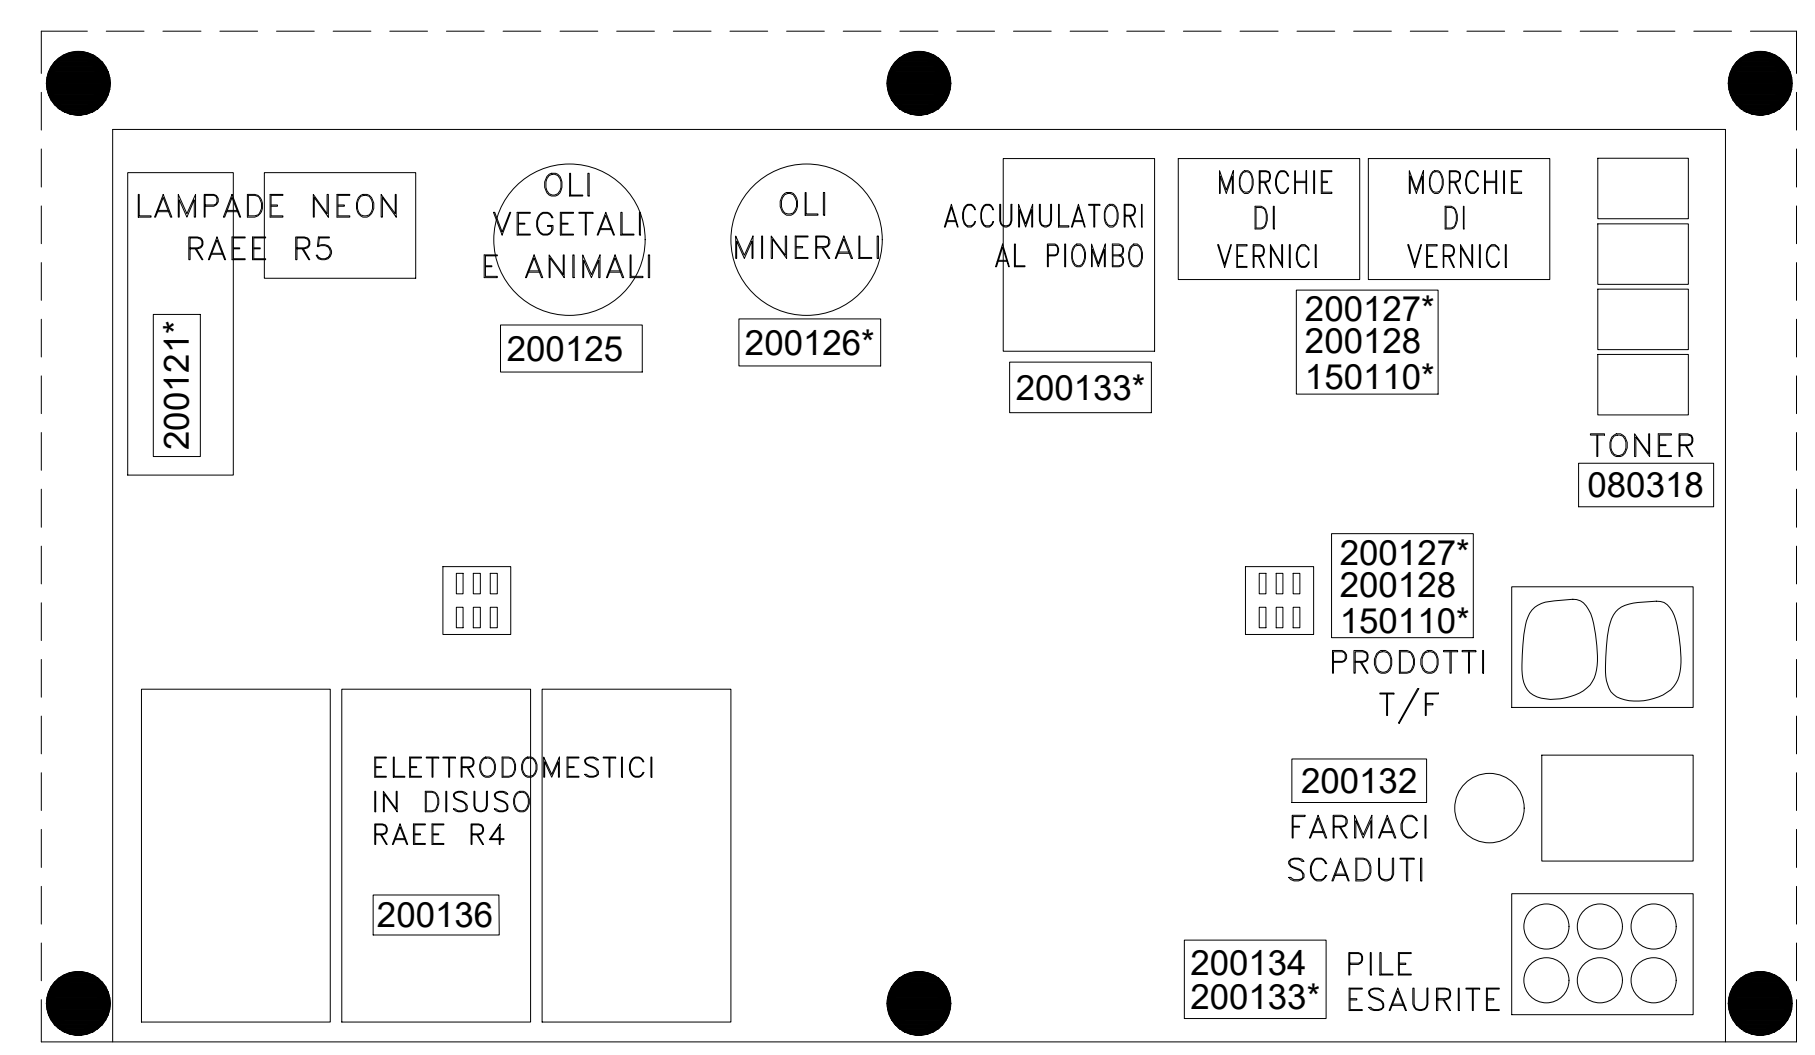 LAMPADE NEON
RAEE R5
200121*
OLI
VEGETALI
E ANIMALI
200125
OLI
MINERALI
200126*
ACCUMULATORI
AL PIOMBO
200133*
MORCHIE
DI
VERNICI
MORCHIE
DI
VERNICI
200127*
200128
150110*
TONER
080318
200127*
200128
150110*
PRODOTTI
T/F
ELETTRODOMESTICI
IN DISUSO
RAEE R4
200136
200132
FARMACI
SCADUTI
200134
200133*
PILE
ESAURITE